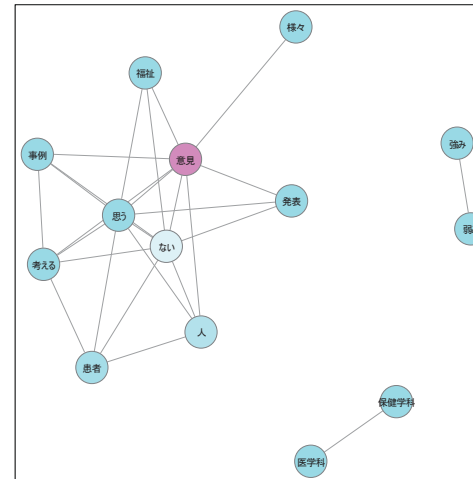 様々
福祉
強み
事例
意見
発表
思う
ない
考える
人
患者
保健学科
医学科